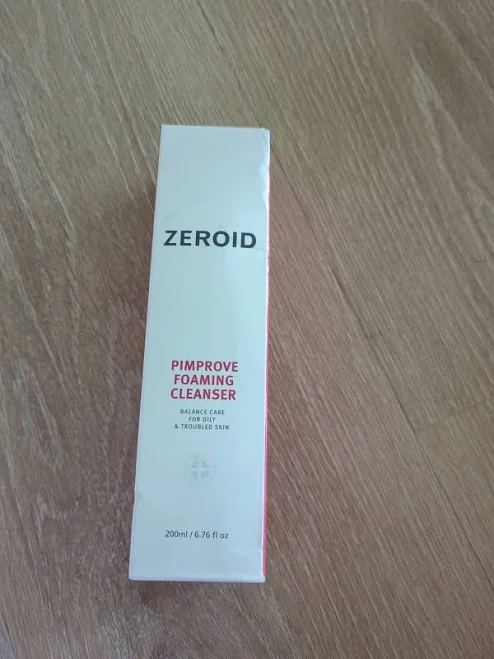 ZEROID
PIMPROVE
FOAMING
CLEANSER
BALANCE CARE
FOR OILY
& TROUBLED SKIN
200ml / 6.76 fl oz